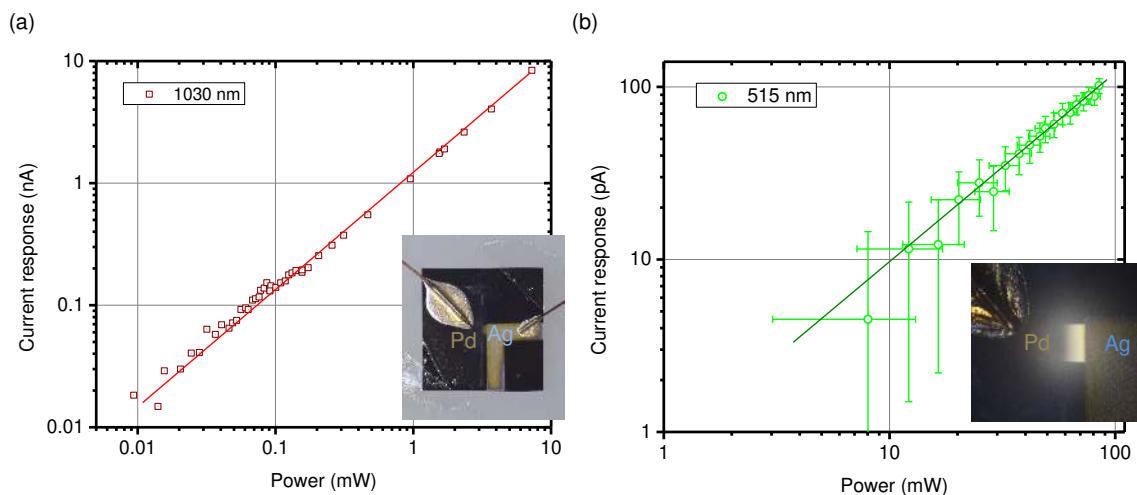 (a)
10
1
0.1
0.01
Current response (nA)
1030 nm
Pd
Ag
0.01
0.1
1
10
Power (mW)
(b)
100
10
1
Current response (pA)
515 nm
Pd
Ag
1
10
100
Power (mW)